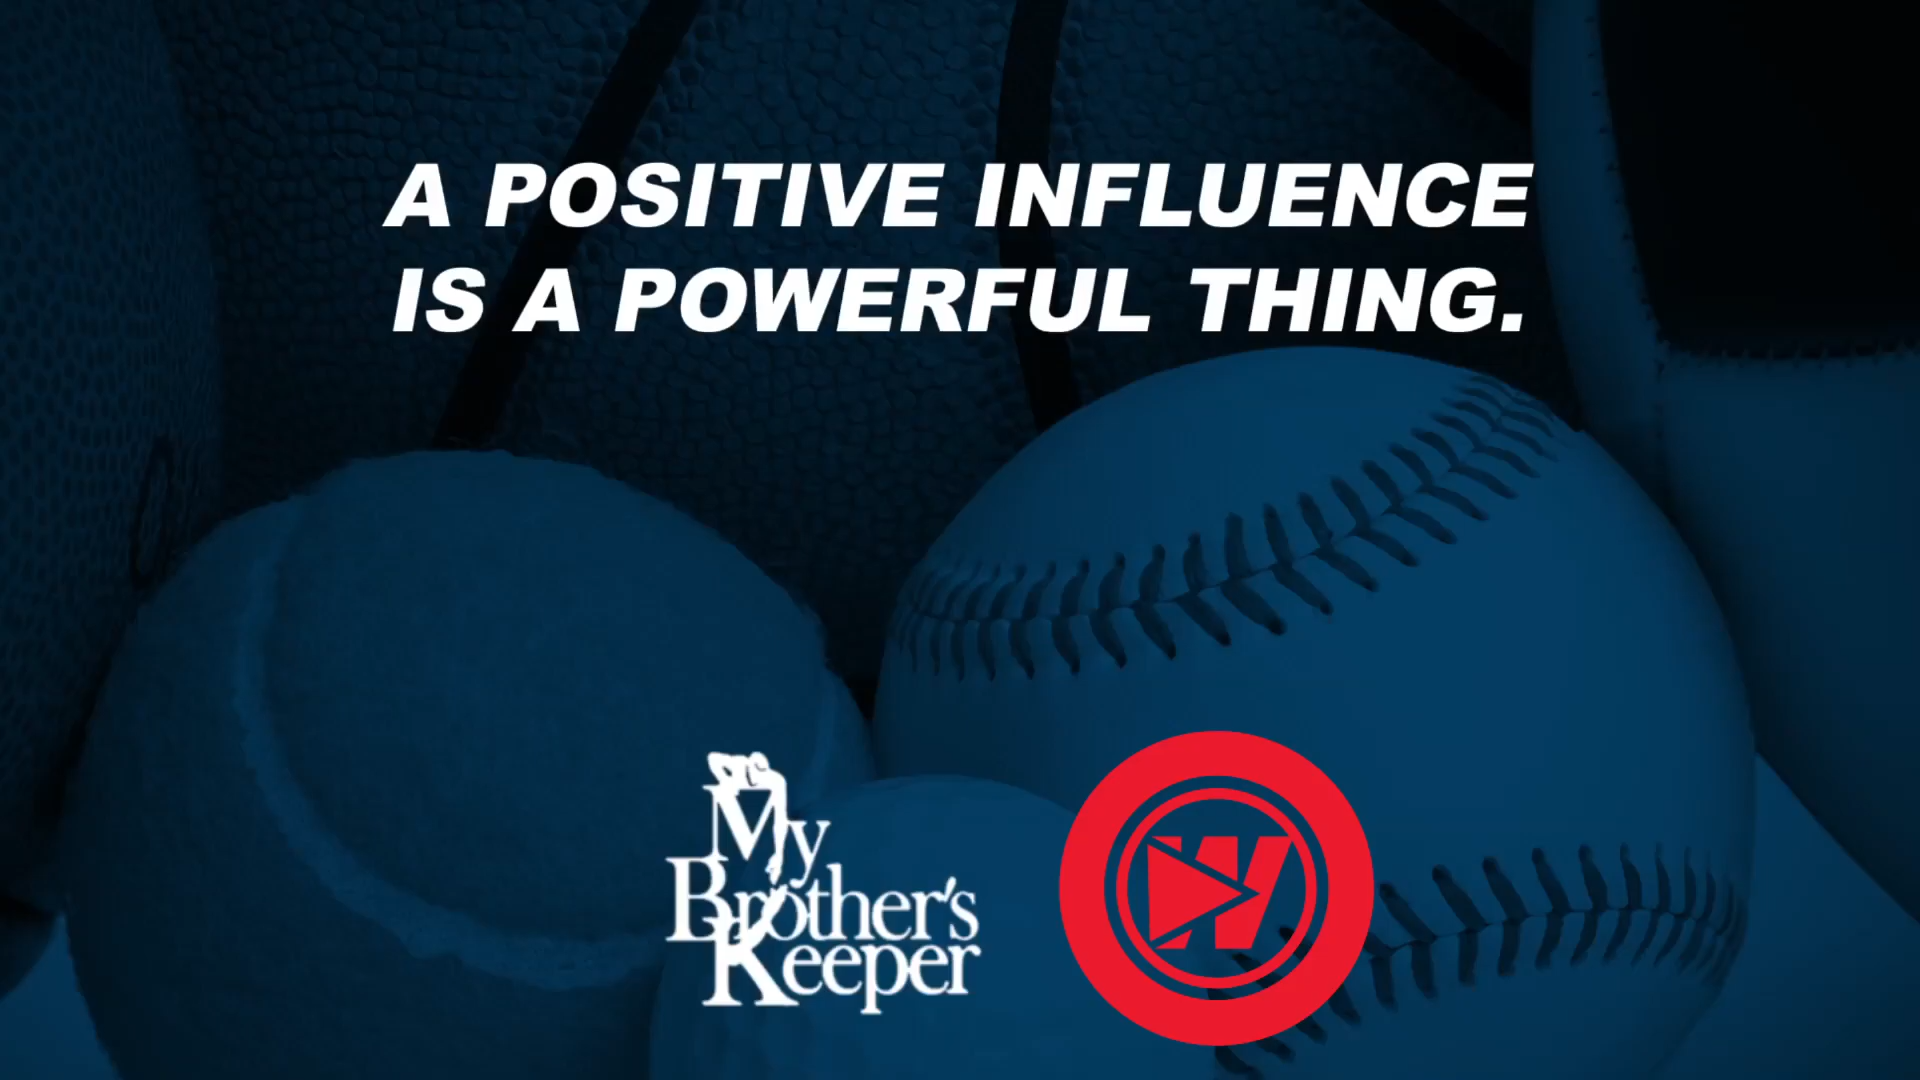 A POSITIVE INFLUENCE
IS A POWERFUL THING.
My
Brother's
Keeper
W